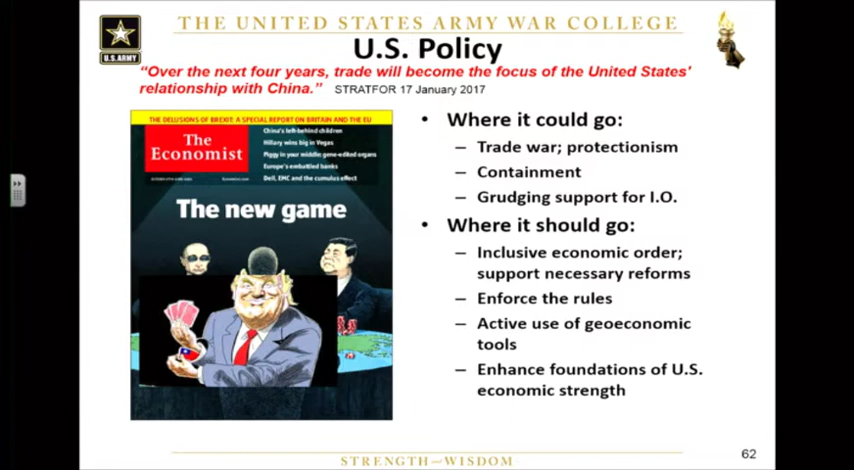 THE UNITED STATES ARMY WAR COLLEGE
U.S. ARMY
U.S. Policy
“Over the next four years, trade will become the focus of the United States’
relationship with China.” STRATFOR 17 January 2017
THE DELUSIONS OF BREXIT: A SPECIAL REPORT ON BRITAIN AND THE EU
The
Economist
China's left-behind children
Hillary wins big in Vegas
Piggy in your middle: gene-edited organs
Europe's embattled banks
Dell, EMC and the cumulus effect
Economist.com
The new game
• Where it could go:
– Trade war; protectionism
– Containment
– Grudging support for I.O.
• Where it should go:
– Inclusive economic order;
support necessary reforms
– Enforce the rules
– Active use of geoeconomic
tools
– Enhance foundations of U.S.
economic strength
STRENGTH—WISDOM
62